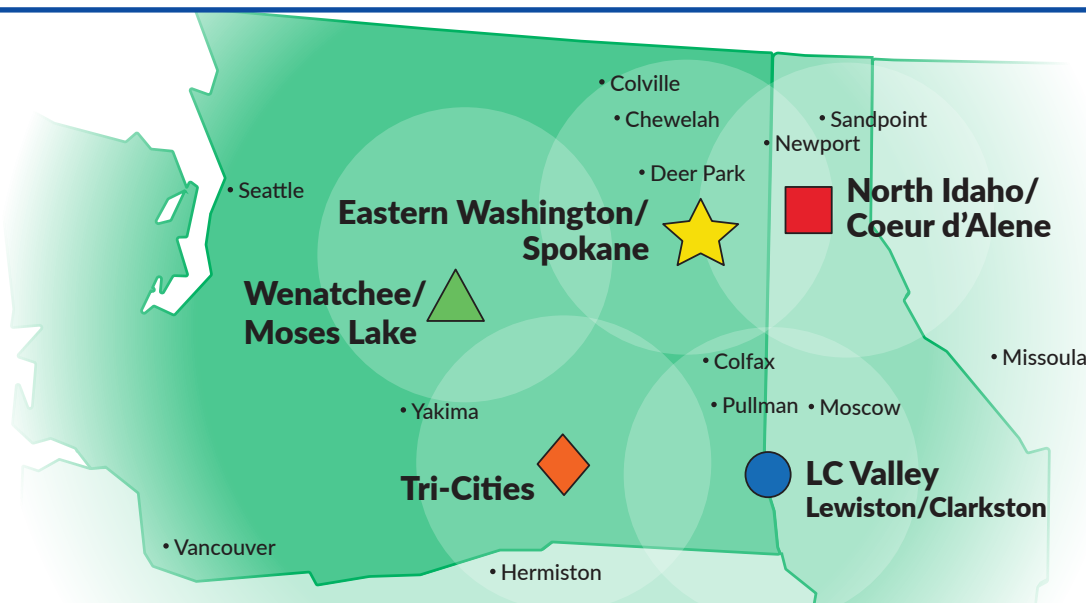 Colville
Chewelah
Sandpoint
Newport
Deer Park
Seattle
North Idaho/
Coeur d’Alene
Eastern Washington/
Spokane
Wenatchee/
Moses Lake
Colfax
Missoula
Yakima
Pullman
Moscow
Tri-Cities
LC Valley
Lewiston/Clarkston
Vancouver
Hermiston